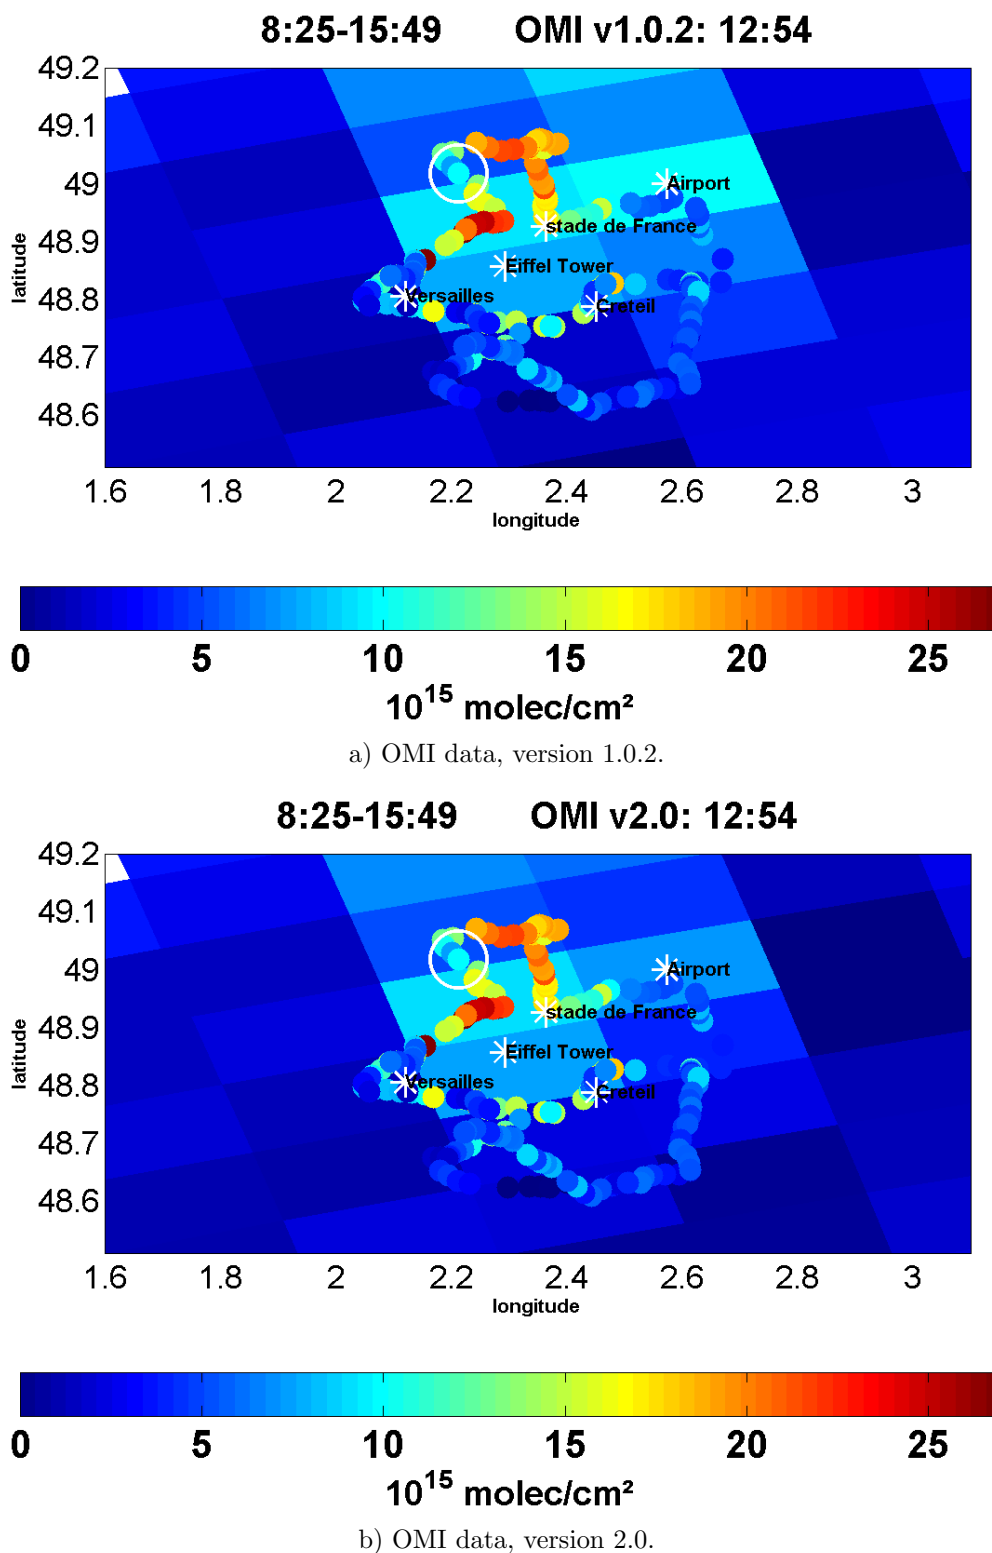 8:25-15:49 OMI v1.0.2: 12:54
49.2
49.1
49
48.9
48.8
48.7
48.6
latitude
Airport
stade de France
Eiffel Tower
Versailles
Creteil
1.6 1.8 2 2.2 2.4 2.6 2.8 3
longitude
0 5 10 15 20 25
10¹⁵ molec/cm²
a) OMI data, version 1.0.2.
8:25-15:49 OMI v2.0: 12:54
49.2
49.1
49
48.9
48.8
48.7
48.6
latitude
Airport
stade de France
Eiffel Tower
Versailles
Creteil
1.6 1.8 2 2.2 2.4 2.6 2.8 3
longitude
0 5 10 15 20 25
10¹⁵ molec/cm²
b) OMI data, version 2.0.